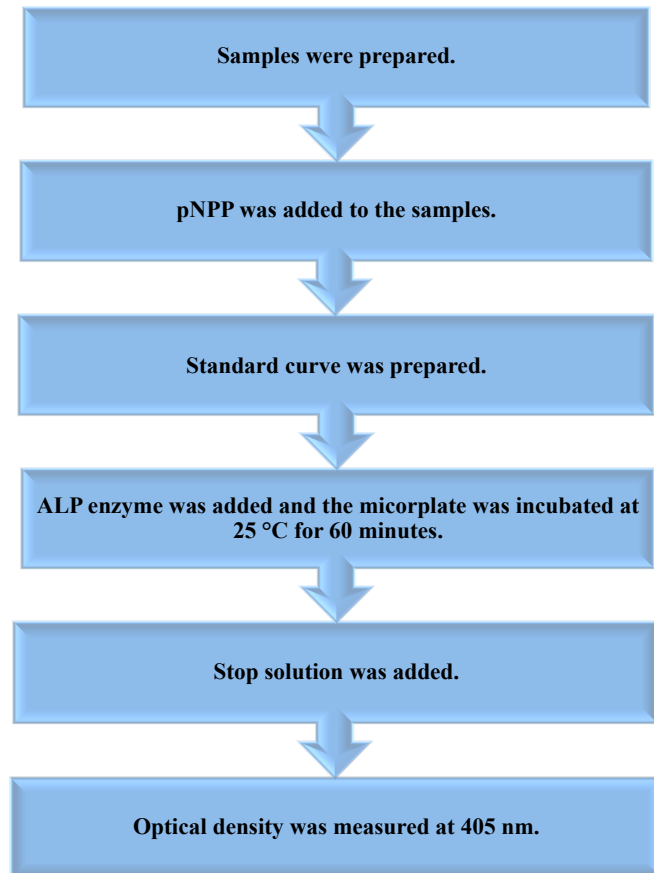 Samples were prepared.
pNPP was added to the samples.
Standard curve was prepared.
ALP enzyme was added and the micorplate was incubated at
25 °C for 60 minutes.
Stop solution was added.
Optical density was measured at 405 nm.